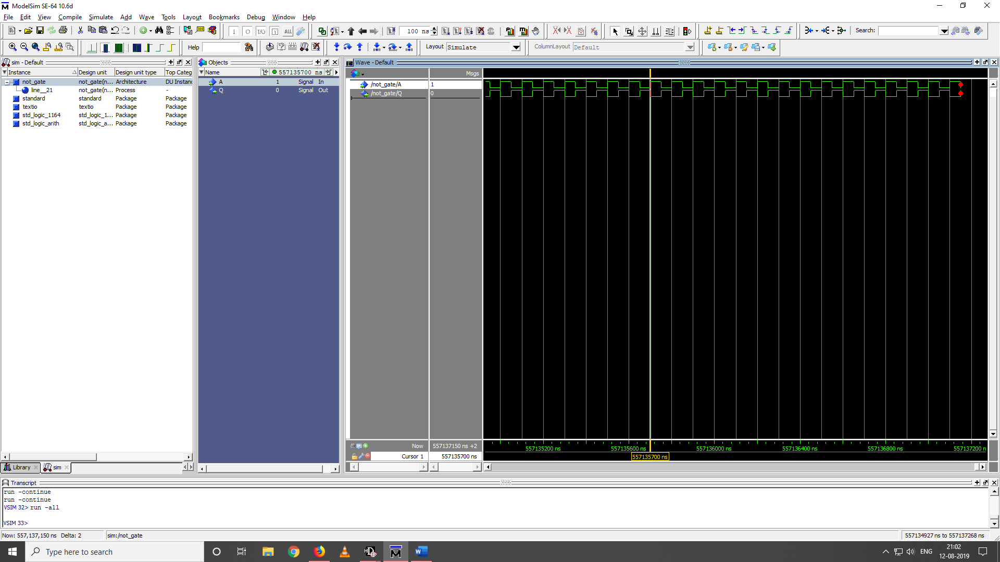 ModelSim SE-64 10.6d
File Edit View Compile Simulate Add Wave Tools Layout Bookmarks Debug Window Help
100 ns Search:
Help Layout Simulate ColumnLayout Default
sim - Default
Instance Design unit Design unit type Top Categ
not_gate not_gate(n... Architecture DU Instanc
line__21 not_gate(n... Process -
standard standard Package Package
textio textio Package Package
std_logic_1164 std_logic_1... Package Package
std_logic_arith std_logic_a... Package Package
Library sim
Objects
Name 557135700 ns
A 1 Signal In
Q 0 Signal Out
Wave - Default
Msgs
/not_gate/A 1
/not_gate/Q 0
Now 557137150 ns +2
557135200 ns 557135600 ns 557136000 ns 557136400 ns 557136800 ns 557137200 n
Cursor 1 557135700 ns
557135700 ns
Transcript
run -continue
run -continue
VSIM 32> run -all
VSIM 33>
Now: 557,137,150 ns Delta: 2 sim:/not_gate 557134927 ns to 557137268 ns
Type here to search
ENG
21:02
12-08-2019